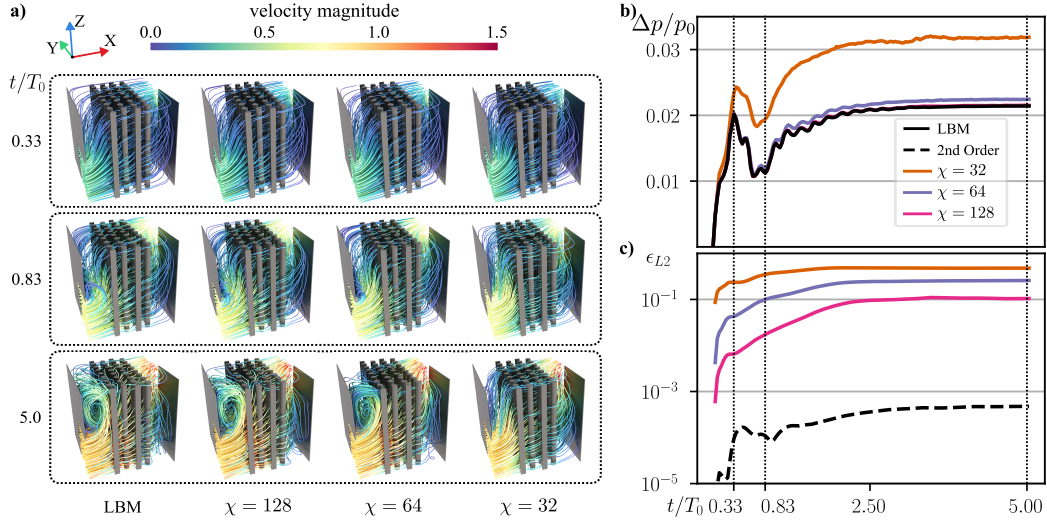 a)
velocity magnitude
Z
Y
X
0.0
0.5
1.0
1.5
t/T₀
0.33
0.83
5.0
LBM
χ = 128
χ = 64
χ = 32
b)
Δp/p₀
0.03
0.02
0.01
LBM
2nd Order
χ = 32
χ = 64
χ = 128
c)
ϵ_{L2}
10⁻¹
10⁻³
10⁻⁵
t/T₀ 0.33 0.83 2.50 5.00